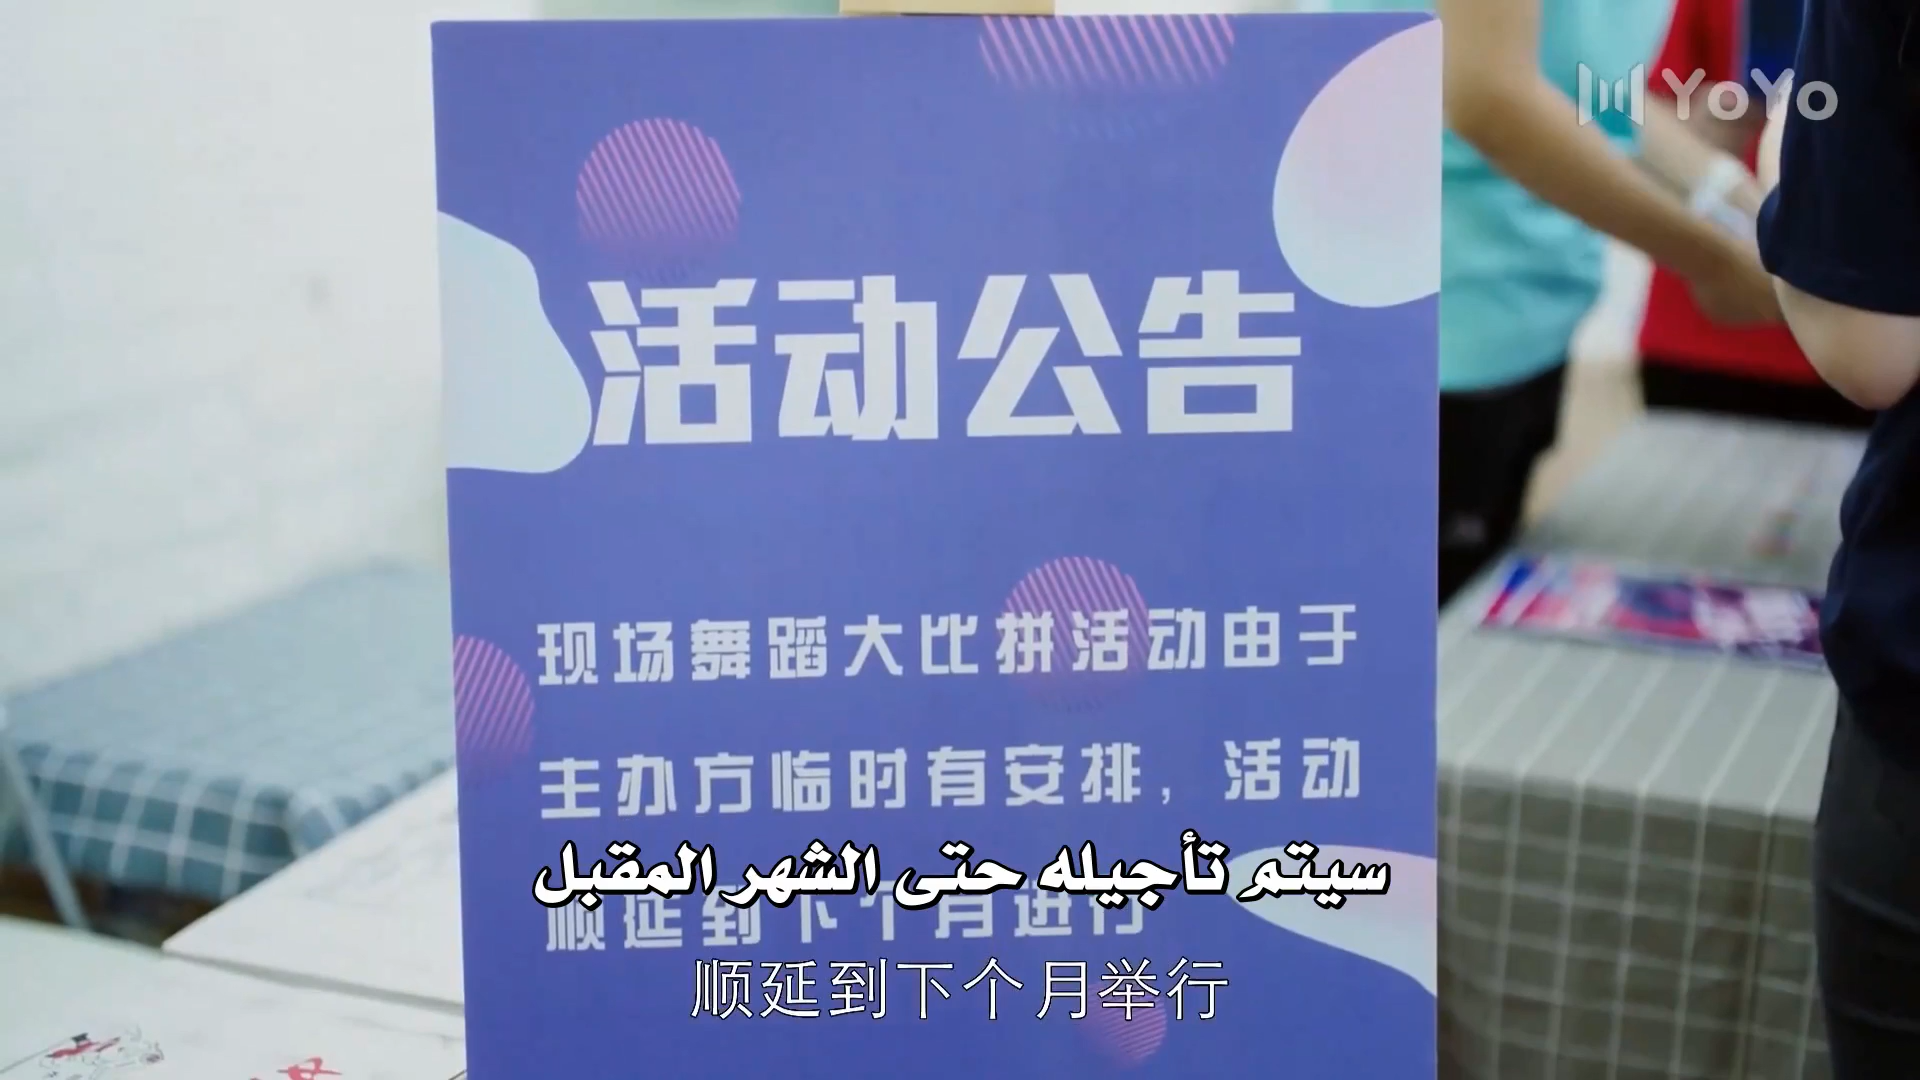 YoYo
活动公告
现场舞蹈大比拼活动由于
主办方临时有安排，活动
顺延到下个月进行
سيتم تأجيله حتى الشهر المقبل
顺延到下个月举行